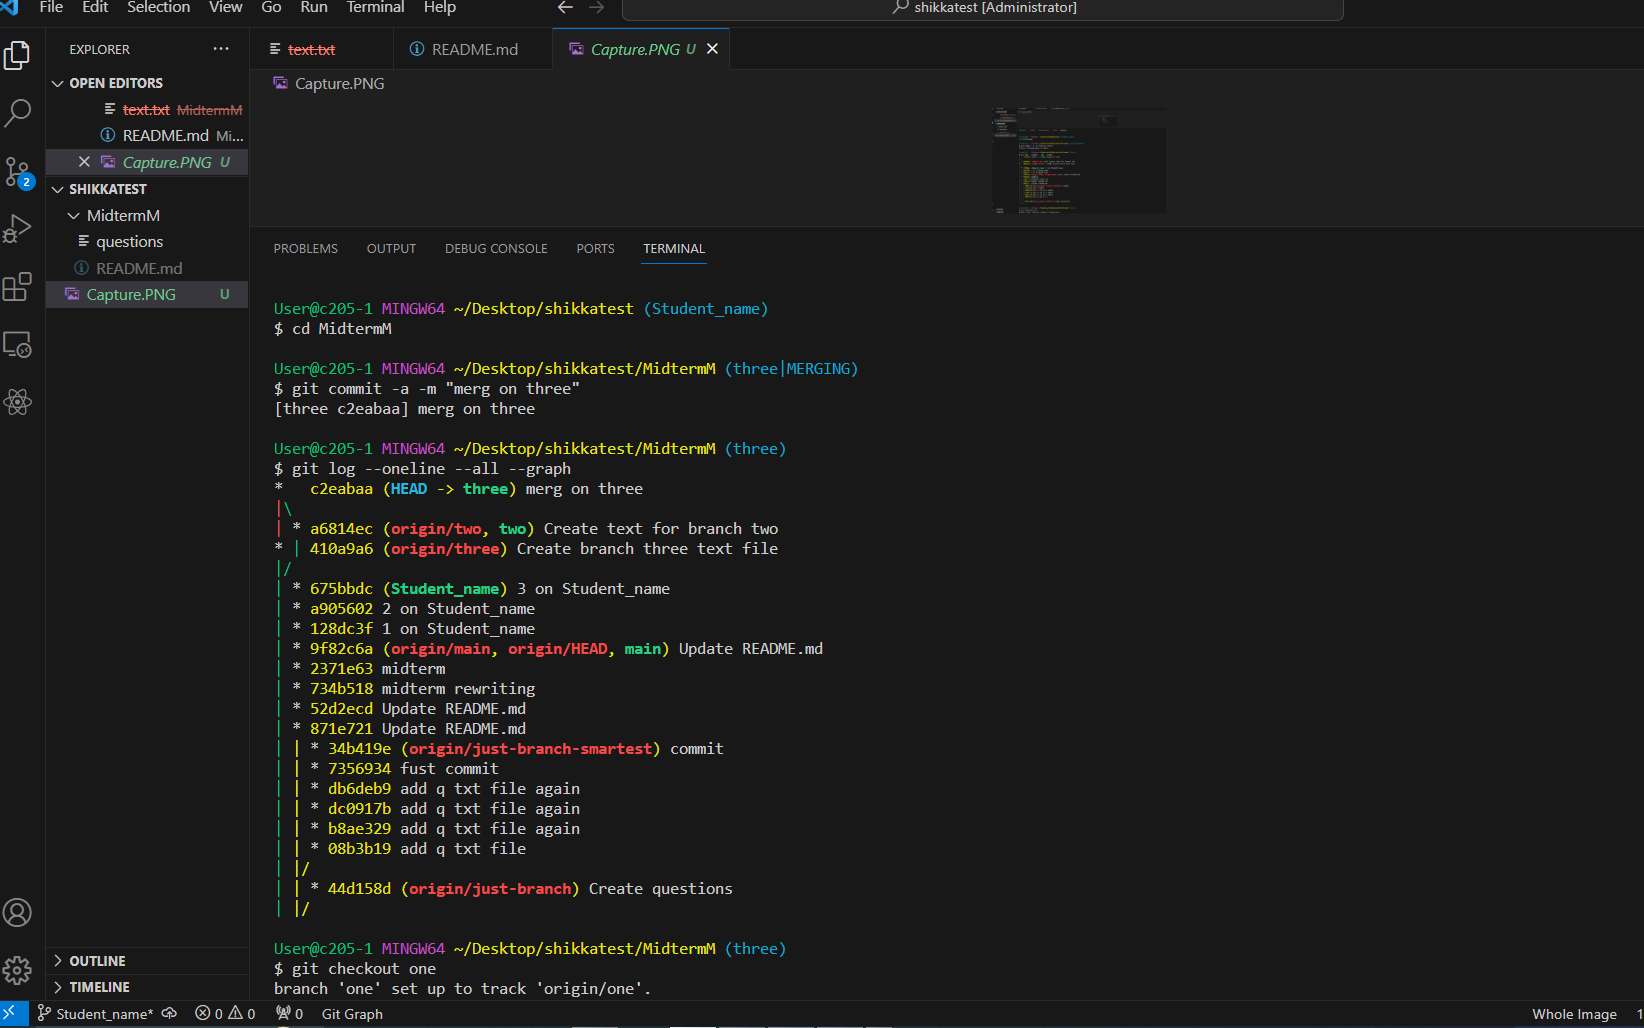 File Edit Selection View Go Run Terminal Help
shikkatest [Administrator]
EXPLORER
OPEN EDITORS
text.txt MidtermM
README.md Mi...
Capture.PNG U
SHIKKATEST
MidtermM
questions
README.md
Capture.PNG U
OUTLINE
TIMELINE
text.txt
README.md
Capture.PNG U
Capture.PNG
PROBLEMS OUTPUT DEBUG CONSOLE PORTS TERMINAL
User@c205-1 MINGW64 ~/Desktop/shikkatest (Student_name)
$ cd MidtermM
User@c205-1 MINGW64 ~/Desktop/shikkatest/MidtermM (three|MERGING)
$ git commit -a -m "merg on three"
[three c2eabaa] merg on three
User@c205-1 MINGW64 ~/Desktop/shikkatest/MidtermM (three)
$ git log --oneline --all --graph
*   c2eabaa (HEAD -> three) merg on three
|\
| * a6814ec (origin/two, two) Create text for branch two
* | 410a9a6 (origin/three) Create branch three text file
|/
| * 675bbdc (Student_name) 3 on Student_name
| * a905602 2 on Student_name
| * 128dc3f 1 on Student_name
| * 9f82c6a (origin/main, origin/HEAD, main) Update README.md
| * 2371e63 midterm
| * 734b518 midterm rewriting
| * 52d2ecd Update README.md
| * 871e721 Update README.md
| | * 34b419e (origin/just-branch-smartest) commit
| | * 7356934 fust commit
| | * db6deb9 add q txt file again
| | * dc0917b add q txt file again
| | * b8ae329 add q txt file again
| | * 08b3b19 add q txt file
| |/
| | * 44d158d (origin/just-branch) Create questions
| |/
User@c205-1 MINGW64 ~/Desktop/shikkatest/MidtermM (three)
$ git checkout one
branch 'one' set up to track 'origin/one'.
2
Student_name* 0 0 0 Git Graph Whole Image 1